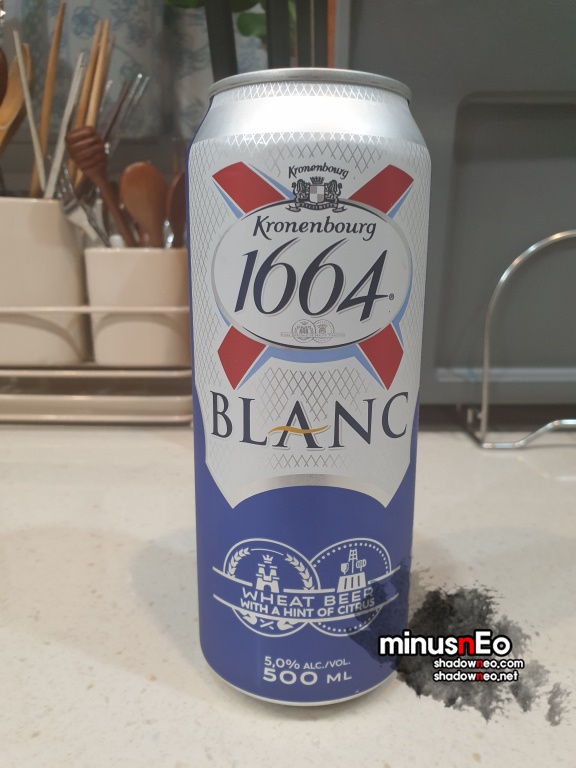 Kronenbourg
Kronenbourg
1664®
BLANC
WHEAT BEER
WITH A HINT OF CITRUS
5,0% ALC./VOL.
500 ML
minusnEo
shadowneo.com
shadowneo.net